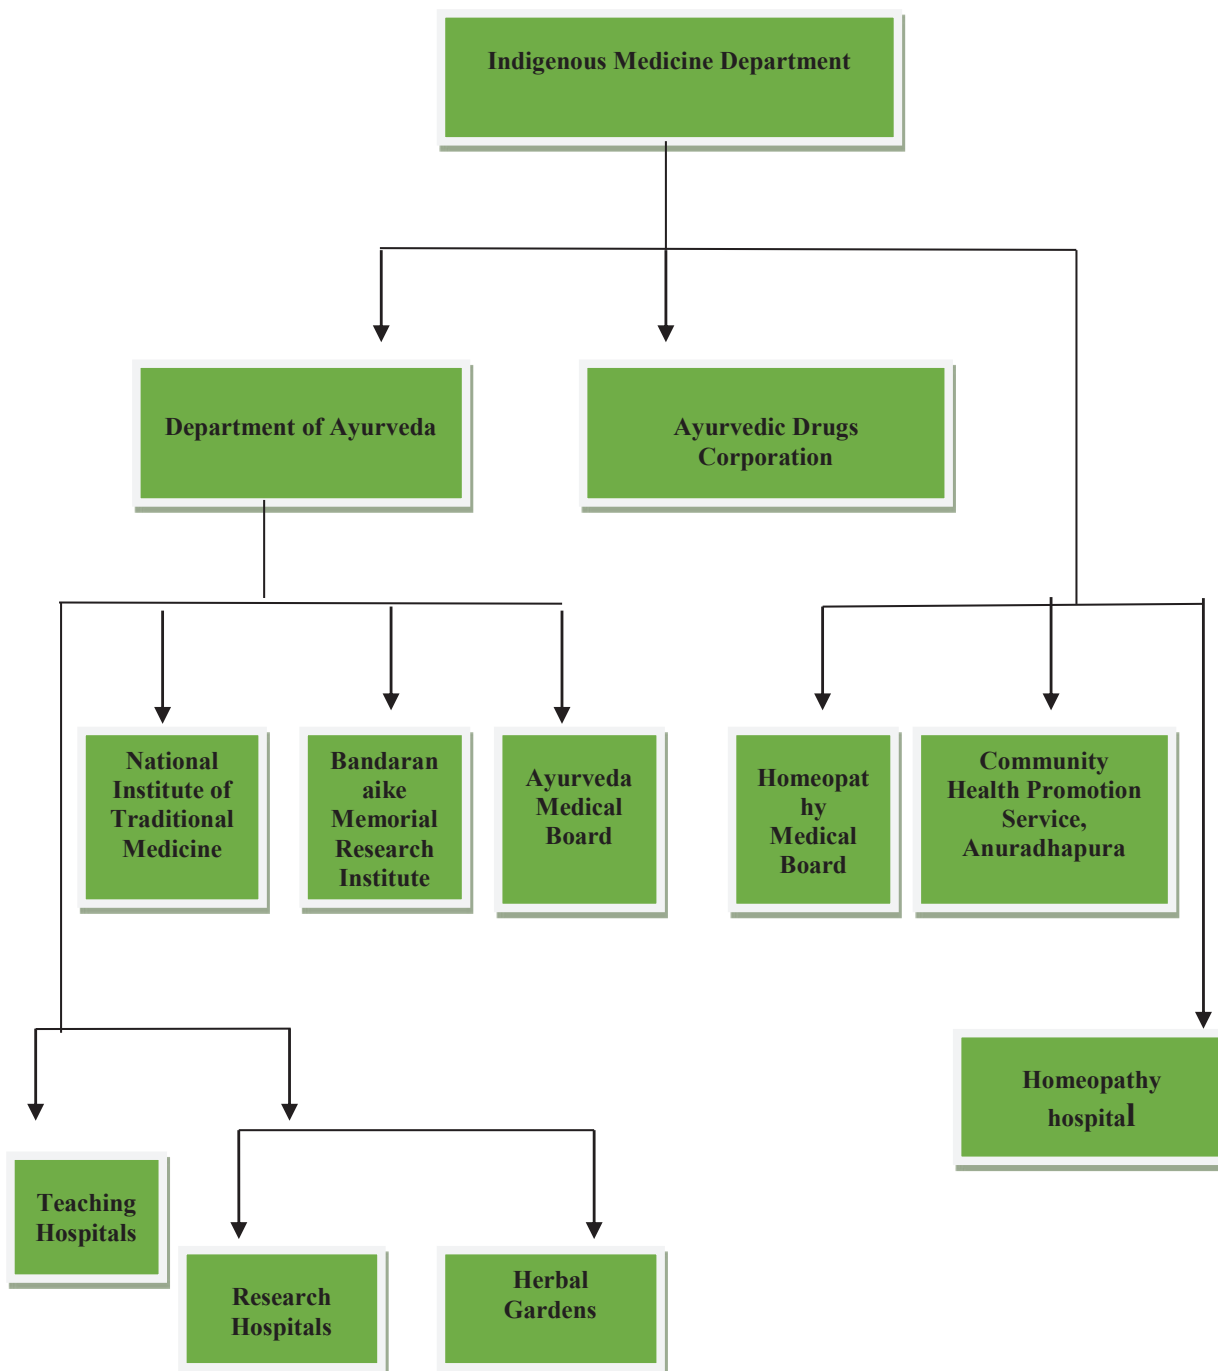 Indigenous Medicine Department
Department of Ayurveda
Ayurvedic Drugs
Corporation
National
Institute of
Traditional
Medicine
Bandaran
aike
Memorial
Research
Institute
Ayurveda
Medical
Board
Homeopat
hy
Medical
Board
Community
Health Promotion
Service,
Anuradhapura
Homeopathy
hospital
Teaching
Hospitals
Research
Hospitals
Herbal
Gardens